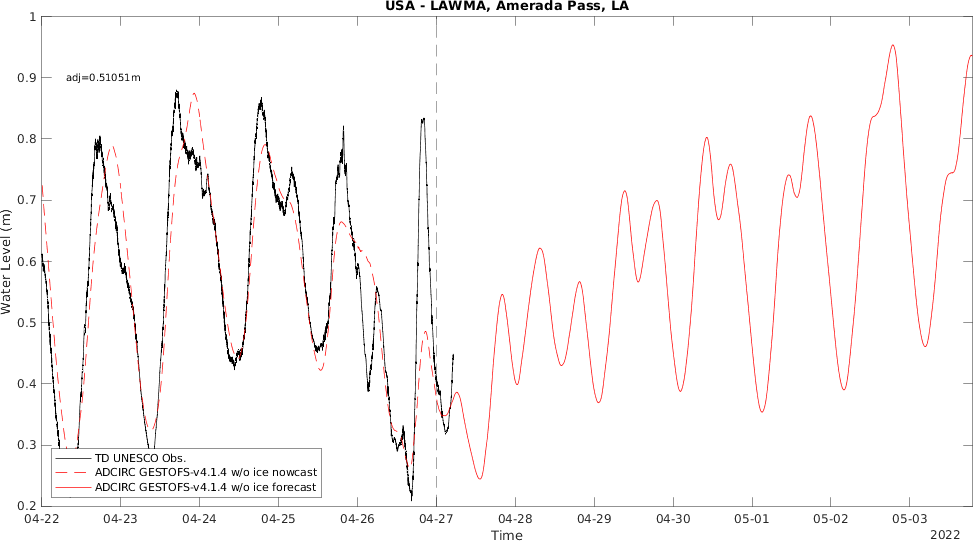 USA - LAWMA, Amerada Pass, LA
1
0.9
0.8
0.7
0.6
0.5
0.4
0.3
0.2
Water Level (m)
adj=0.51051m
TD UNESCO Obs.
ADCIRC GESTOFS-v4.1.4 w/o ice nowcast
ADCIRC GESTOFS-v4.1.4 w/o ice forecast
04-22 04-23 04-24 04-25 04-26 04-27 04-28 04-29 04-30 05-01 05-02 05-03
Time
2022